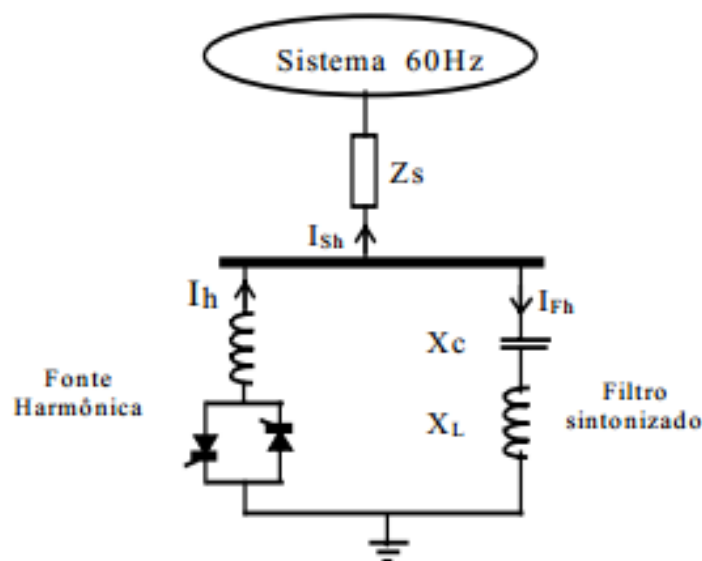 Sistema 60Hz
Zs
ISh
Ih
IFh
Xc
Fonte
Harmônica
XL
Filtro
sintonizado